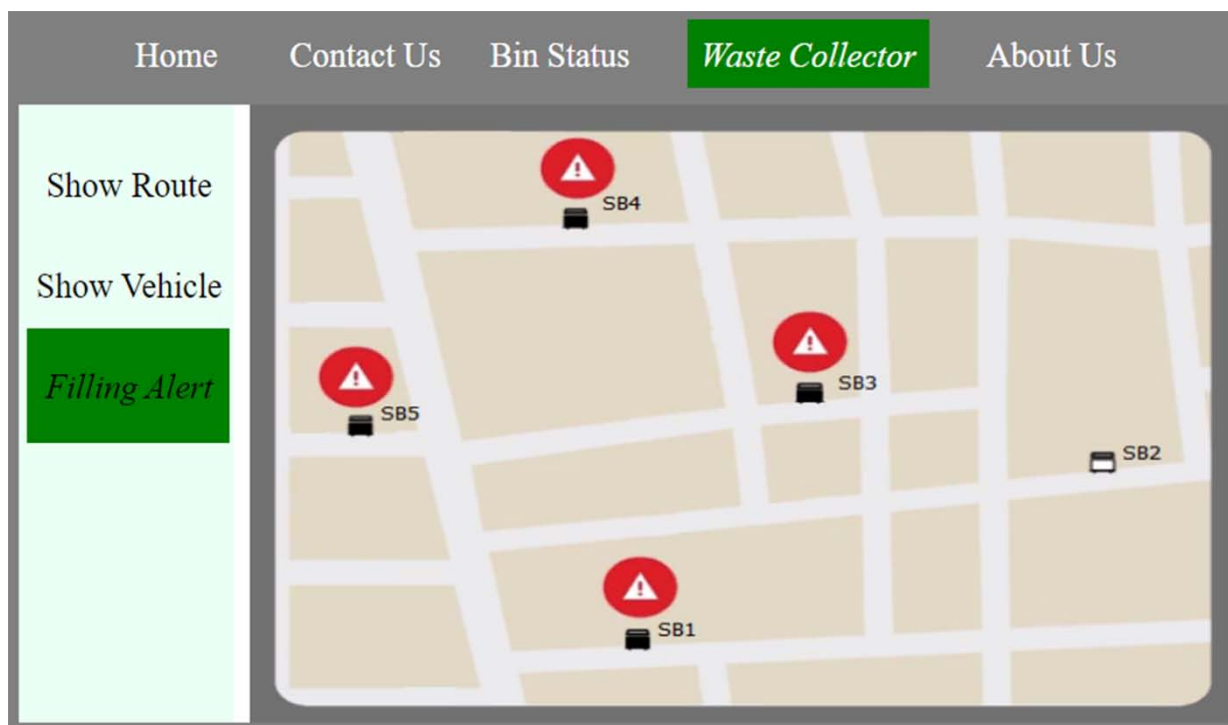 Home Contact Us Bin Status Waste Collector About Us
Show Route
Show Vehicle
Filling Alert
SB4
SB3
SB5
SB2
SB1